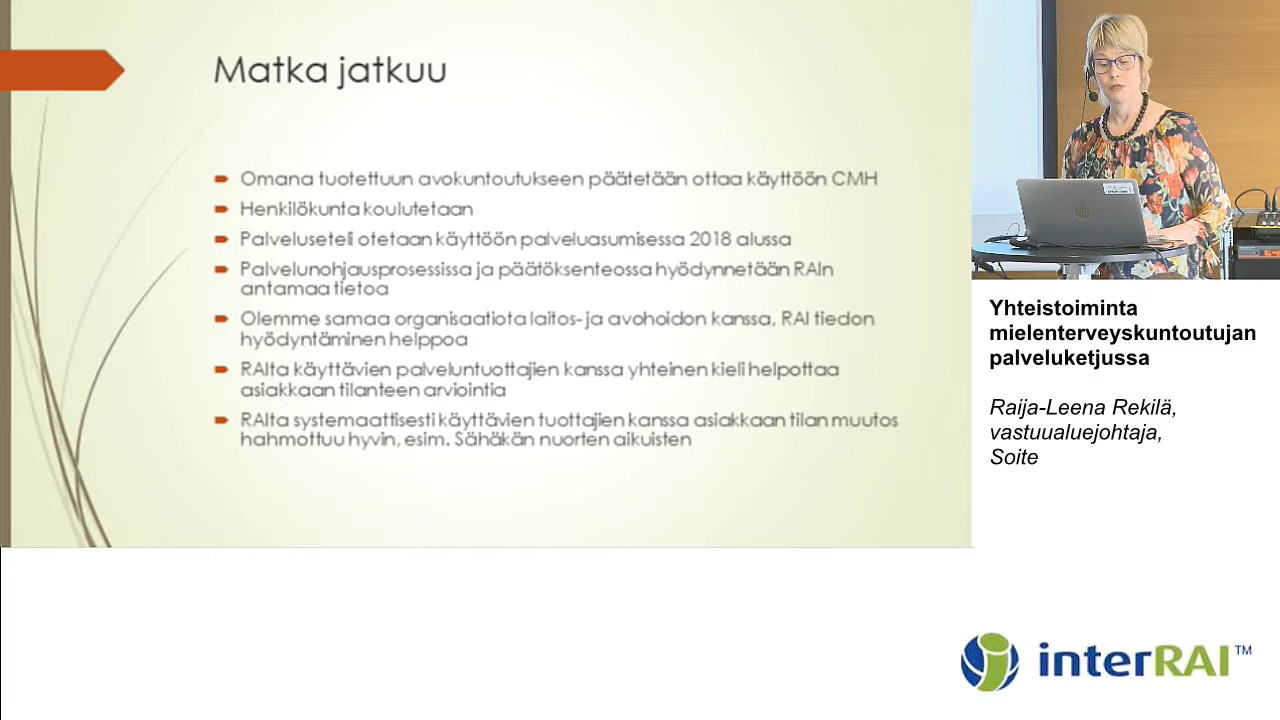 Matka jatkuu
Omana tuotettuun avokuntoutukseen päätetään ottaa käyttöön CMH
Henkilökunta koulutetaan
Palveluseteli otetaan käyttöön palveluasumisessa 2018 alussa
Palvelunohjausprosessissa ja päätöksenteossa hyödynnetään RAIn
antamaa tietoa
Olemme samaa organisaatiota laitos- ja avohoidon kanssa, RAI tiedon
hyödyntäminen helppoa
RAIta käyttävien palveluntuottajien kanssa yhteinen kieli helpottaa
asiakkaan tilanteen arviointia
RAIta systemaattisesti käyttävien tuottajien kanssa asiakkaan tilan muutos
hahmottuu hyvin, esim. Sähäkän nuorten aikuisten
Yhteistoiminta
mielenterveyskuntoutujan
palveluketjussa
Raija-Leena Rekilä,
vastuualuejohtaja,
Soite
interRAI™